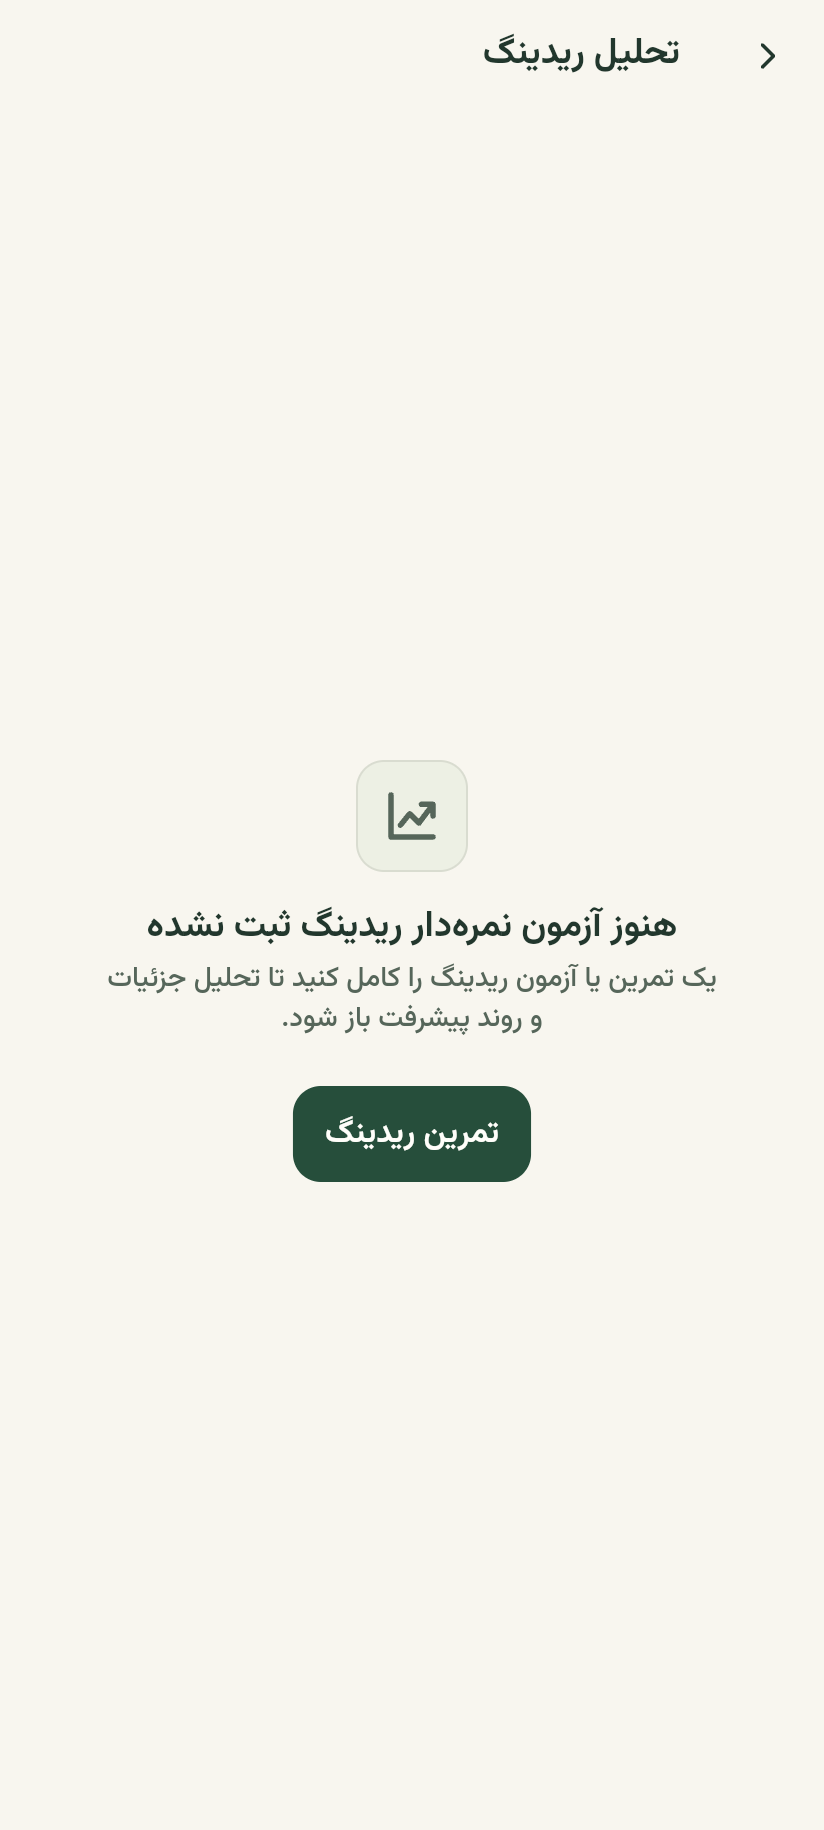 تحلیل ریدینگ
هنوز آزمون نمره‌دار ریدینگ ثبت نشده
یک تمرین یا آزمون ریدینگ را کامل کنید تا تحلیل جزئیات
و روند پیشرفت باز شود.
تمرین ریدینگ